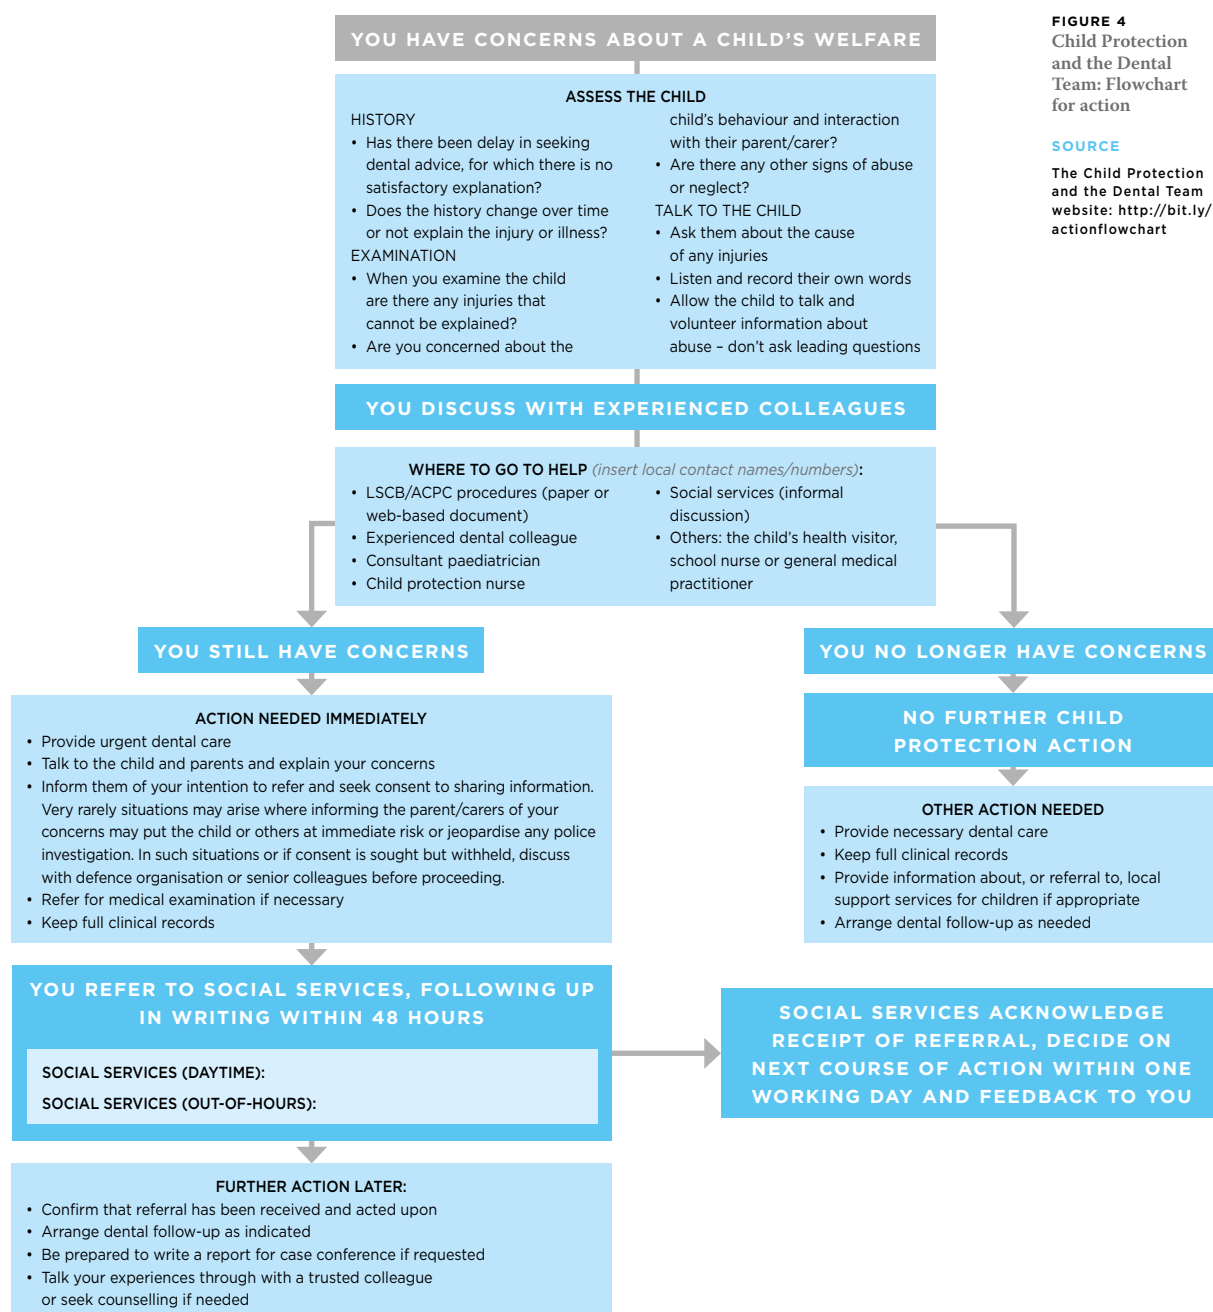 YOU HAVE CONCERNS ABOUT A CHILD'S WELFARE
ASSESS THE CHILD
HISTORY
• Has there been delay in seeking
dental advice, for which there is no
satisfactory explanation?
• Does the history change over time
or not explain the injury or illness?
EXAMINATION
• When you examine the child
are there any injuries that
cannot be explained?
• Are you concerned about the
child's behaviour and interaction
with their parent/carer?
• Are there any other signs of abuse
or neglect?
TALK TO THE CHILD
• Ask them about the cause
of any injuries
• Listen and record their own words
• Allow the child to talk and
volunteer information about
abuse – don't ask leading questions
FIGURE 4
Child Protection
and the Dental
Team: Flowchart
for action
SOURCE
The Child Protection
and the Dental Team
website: http://bit.ly/
actionflowchart
YOU DISCUSS WITH EXPERIENCED COLLEAGUES
WHERE TO GO TO HELP (insert local contact names/numbers):
• LSCB/ACPC procedures (paper or
web-based document)
• Experienced dental colleague
• Consultant paediatrician
• Child protection nurse
• Social services (informal
discussion)
• Others: the child's health visitor,
school nurse or general medical
practitioner
YOU STILL HAVE CONCERNS
ACTION NEEDED IMMEDIATELY
• Provide urgent dental care
• Talk to the child and parents and explain your concerns
• Inform them of your intention to refer and seek consent to sharing information.
Very rarely situations may arise where informing the parent/carers of your
concerns may put the child or others at immediate risk or jeopardise any police
investigation. In such situations or if consent is sought but withheld, discuss
with defence organisation or senior colleagues before proceeding.
• Refer for medical examination if necessary
• Keep full clinical records
YOU REFER TO SOCIAL SERVICES, FOLLOWING UP
IN WRITING WITHIN 48 HOURS
SOCIAL SERVICES (DAYTIME):
SOCIAL SERVICES (OUT-OF-HOURS):
FURTHER ACTION LATER:
• Confirm that referral has been received and acted upon
• Arrange dental follow-up as indicated
• Be prepared to write a report for case conference if requested
• Talk your experiences through with a trusted colleague
or seek counselling if needed
YOU NO LONGER HAVE CONCERNS
NO FURTHER CHILD
PROTECTION ACTION
OTHER ACTION NEEDED
• Provide necessary dental care
• Keep full clinical records
• Provide information about, or referral to, local
support services for children if appropriate
• Arrange dental follow-up as needed
SOCIAL SERVICES ACKNOWLEDGE
RECEIPT OF REFERRAL, DECIDE ON
NEXT COURSE OF ACTION WITHIN ONE
WORKING DAY AND FEEDBACK TO YOU